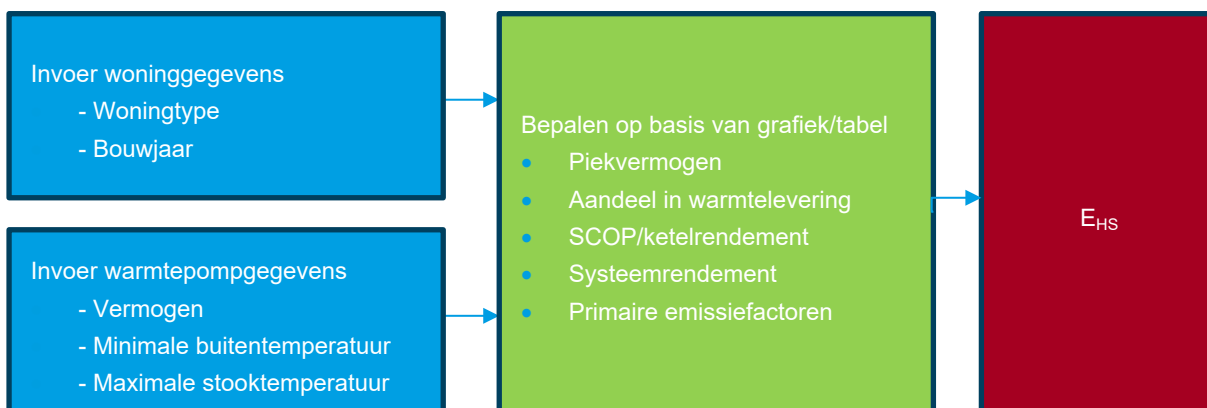 Invoer woninggegevens
- Woningtype
- Bouwjaar
Invoer warmtepompgegevens
- Vermogen
- Minimale buitentemperatuur
- Maximale stooktemperatuur
Bepalen op basis van grafiek/tabel
• Piekvermogen
• Aandeel in warmtelevering
• SCOP/ketelrendement
• Systeemrendement
• Primaire emissiefactoren
EHS